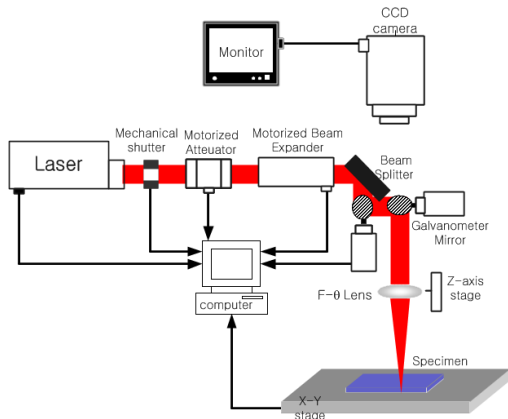 CCD
camera
Monitor
Mechanical
shutter
Motorized
Atteuator
Motorized Beam
Expander
Beam
Splitter
Laser
Galvanometer
Mirror
computer
F-θ Lens
Z-axis
stage
Specimen
X-Y
stage